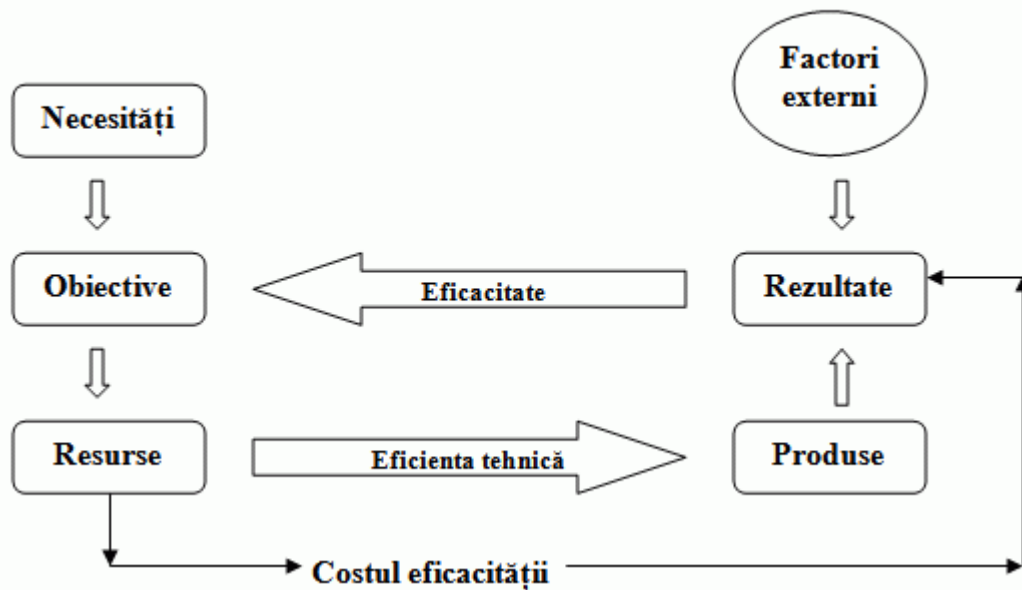 Factori
externi
Necesități
Obiective
Eficacitate
Rezultate
Resurse
Eficienta tehnică
Produse
Costul eficacității